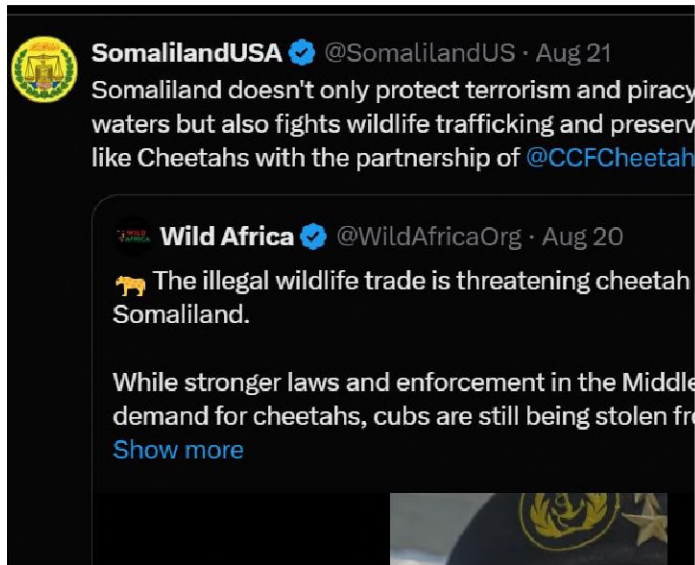 SomalilandUSA @SomalilandUS · Aug 21
Somaliland doesn't only protect terrorism and piracy
waters but also fights wildlife trafficking and preserv
like Cheetahs with the partnership of @CCFCheetah
WILD AFRICA
Wild Africa @WildAfricaOrg · Aug 20
The illegal wildlife trade is threatening cheetah
Somaliland.
While stronger laws and enforcement in the Middle
demand for cheetahs, cubs are still being stolen fr
Show more